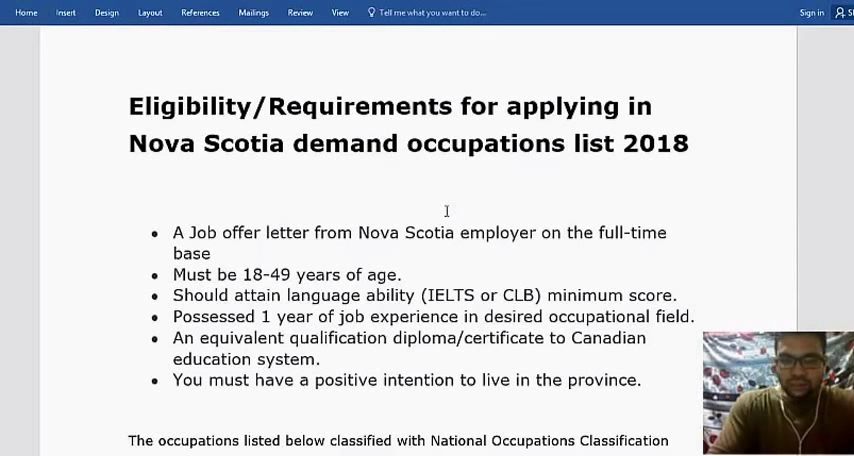 Home Insert Design Layout References Mailings Review View Tell me what you want to do... Sign in
Eligibility/Requirements for applying in
Nova Scotia demand occupations list 2018
• A Job offer letter from Nova Scotia employer on the full-time
base
• Must be 18-49 years of age.
• Should attain language ability (IELTS or CLB) minimum score.
• Possessed 1 year of job experience in desired occupational field.
• An equivalent qualification diploma/certificate to Canadian
education system.
• You must have a positive intention to live in the province.
The occupations listed below classified with National Occupations Classification